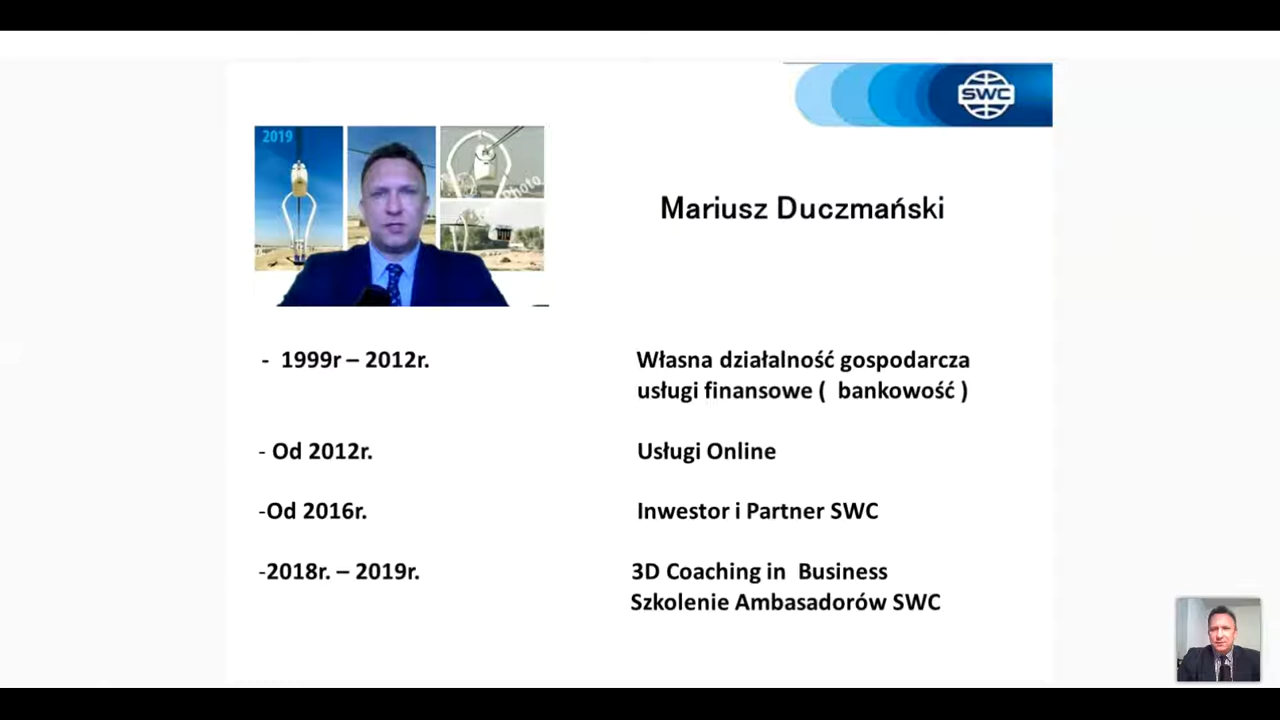 SWC
2019
Photo
Mariusz Duczmański
- 1999r – 2012r. Własna działalność gospodarcza
usługi finansowe ( bankowość )
- Od 2012r. Usługi Online
-Od 2016r. Inwestor i Partner SWC
-2018r. – 2019r. 3D Coaching in Business
Szkolenie Ambasadorów SWC